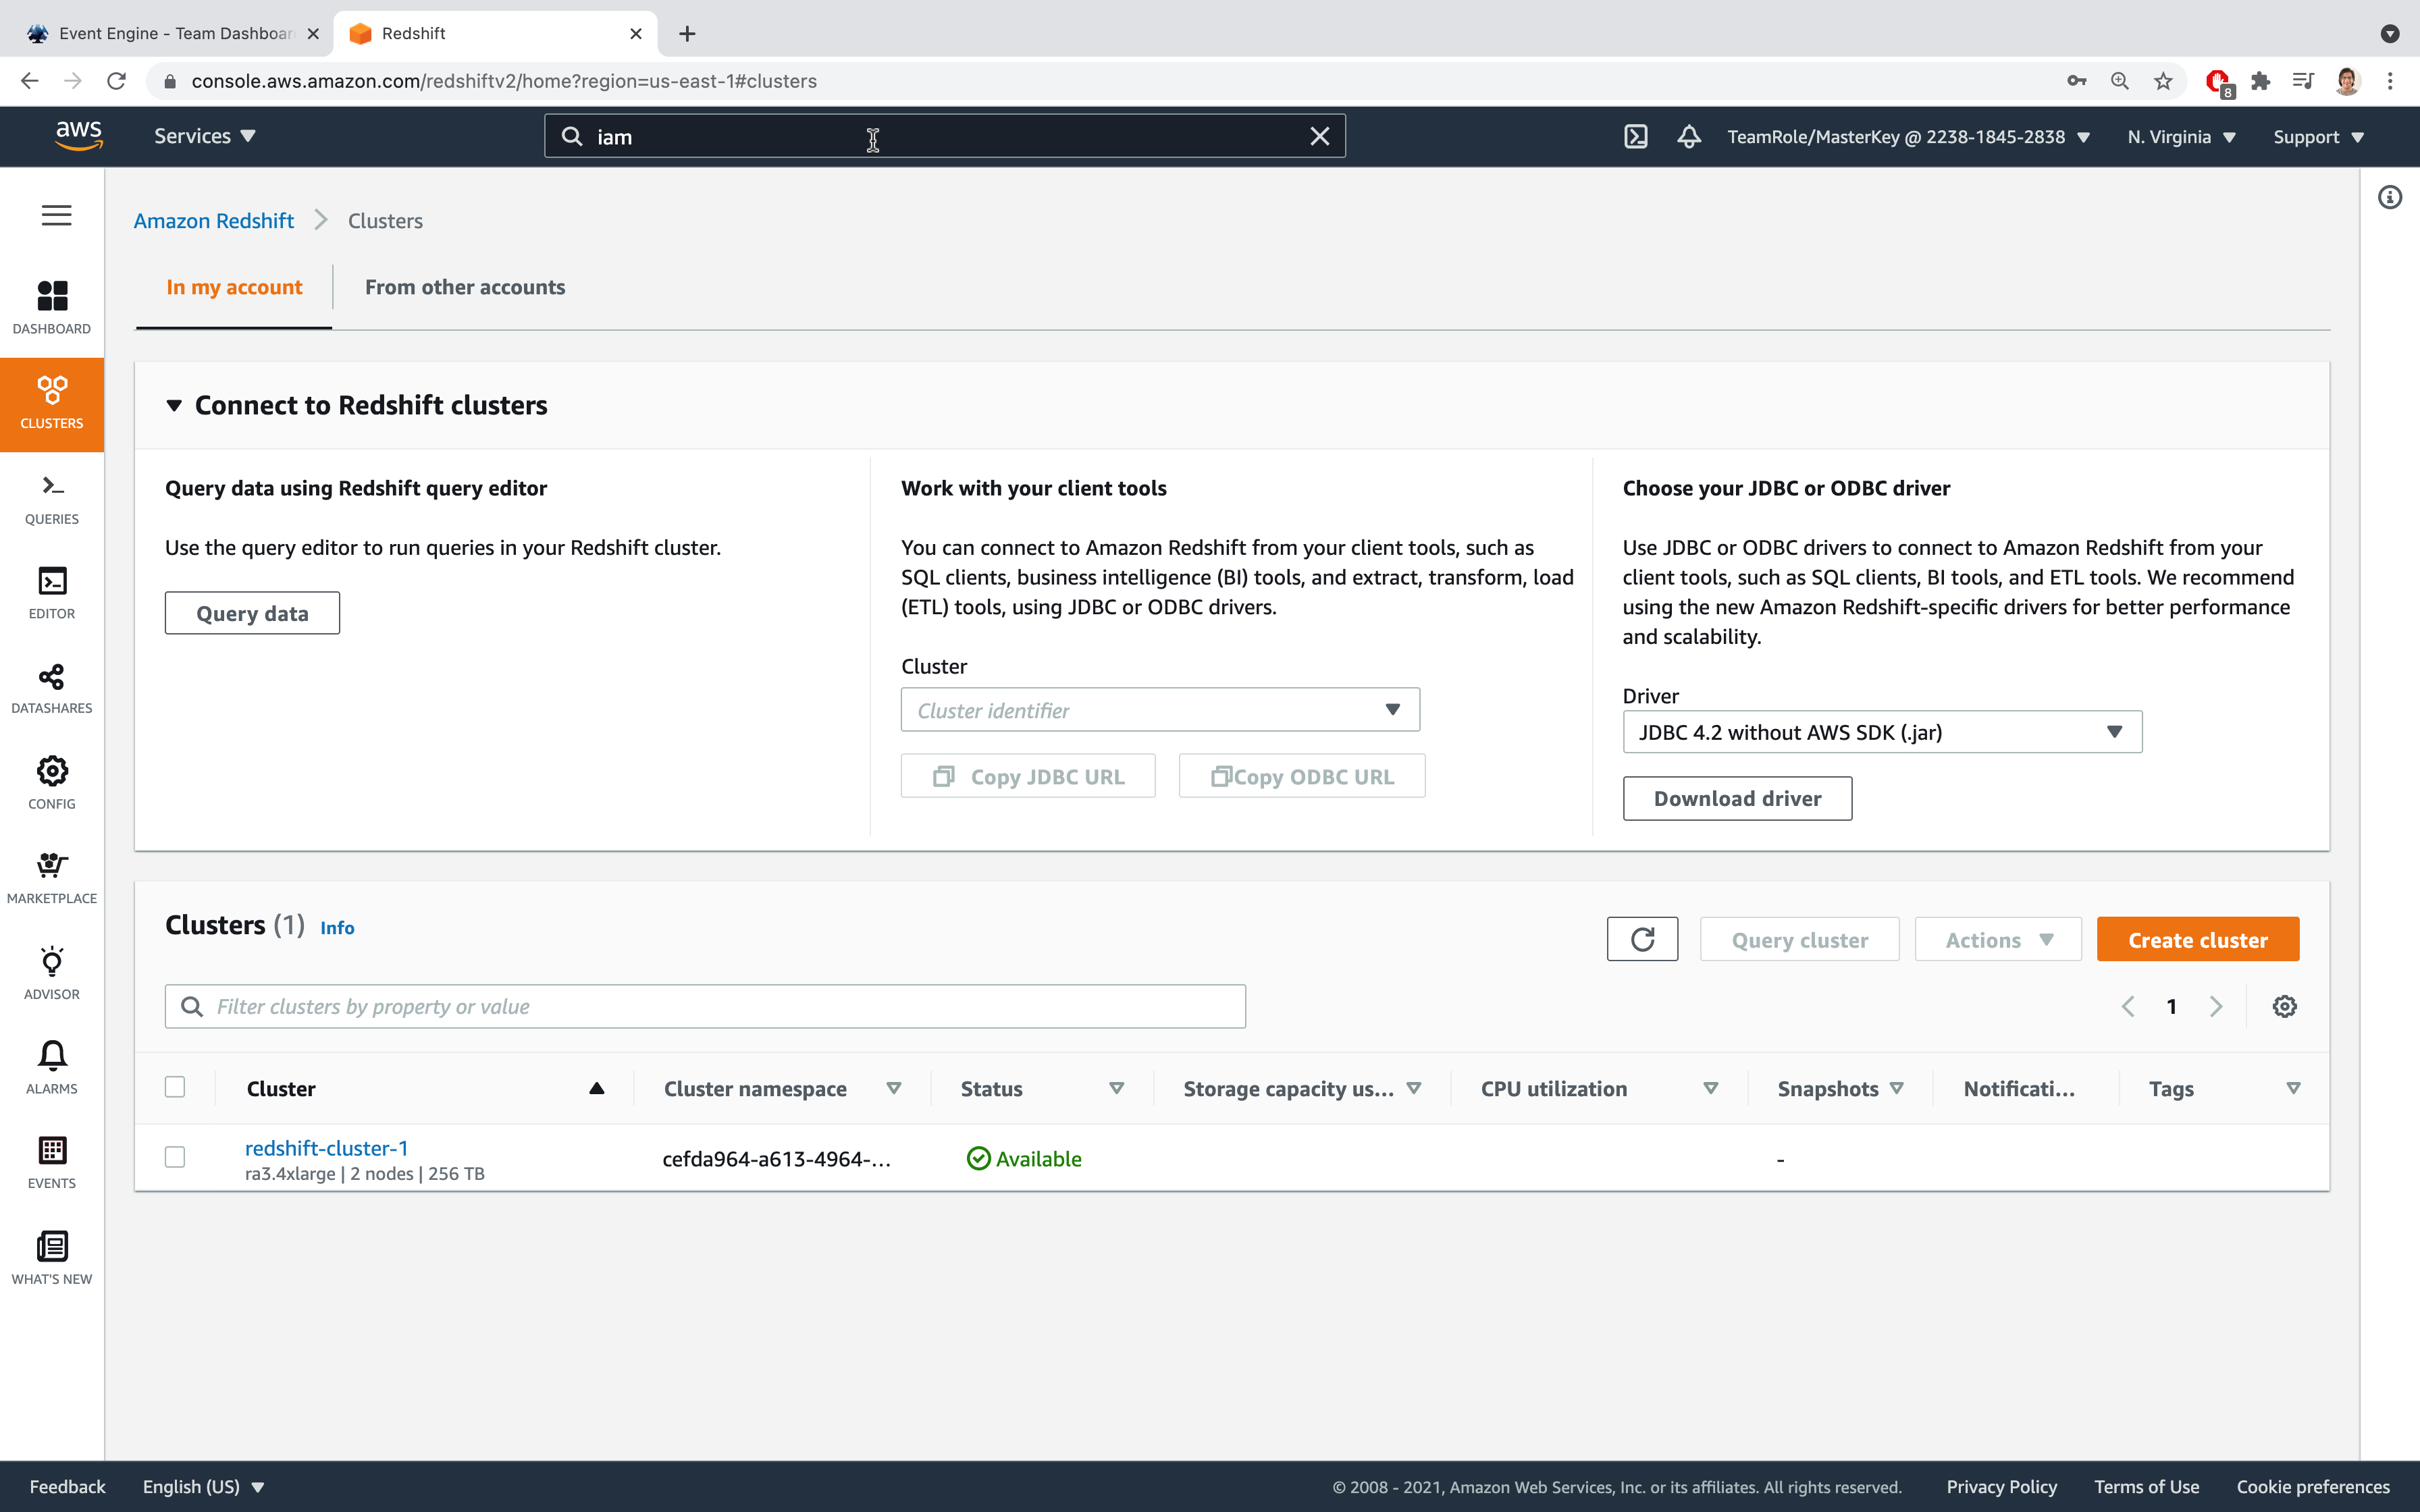 Event Engine - Team Dashboar
Redshift
console.aws.amazon.com/redshiftv2/home?region=us-east-1#clusters
8
aws
Services
iam
TeamRole/MasterKey @ 2238-1845-2838
N. Virginia
Support
Amazon Redshift
Clusters
In my account
From other accounts
DASHBOARD
CLUSTERS
QUERIES
EDITOR
DATASHARES
CONFIG
MARKETPLACE
ADVISOR
ALARMS
EVENTS
WHAT'S NEW
Connect to Redshift clusters
Query data using Redshift query editor
Use the query editor to run queries in your Redshift cluster.
Query data
Work with your client tools
You can connect to Amazon Redshift from your client tools, such as
SQL clients, business intelligence (BI) tools, and extract, transform, load
(ETL) tools, using JDBC or ODBC drivers.
Cluster
Cluster identifier
Copy JDBC URL
Copy ODBC URL
Choose your JDBC or ODBC driver
Use JDBC or ODBC drivers to connect to Amazon Redshift from your
client tools, such as SQL clients, BI tools, and ETL tools. We recommend
using the new Amazon Redshift-specific drivers for better performance
and scalability.
Driver
JDBC 4.2 without AWS SDK (.jar)
Download driver
Clusters (1) Info
Query cluster
Actions
Create cluster
Filter clusters by property or value
1
Cluster
Cluster namespace
Status
Storage capacity us...
CPU utilization
Snapshots
Notificati...
Tags
redshift-cluster-1
ra3.4xlarge | 2 nodes | 256 TB
cefda964-a613-4964-...
Available
-
Feedback
English (US)
© 2008 - 2021, Amazon Web Services, Inc. or its affiliates. All rights reserved.
Privacy Policy
Terms of Use
Cookie preferences